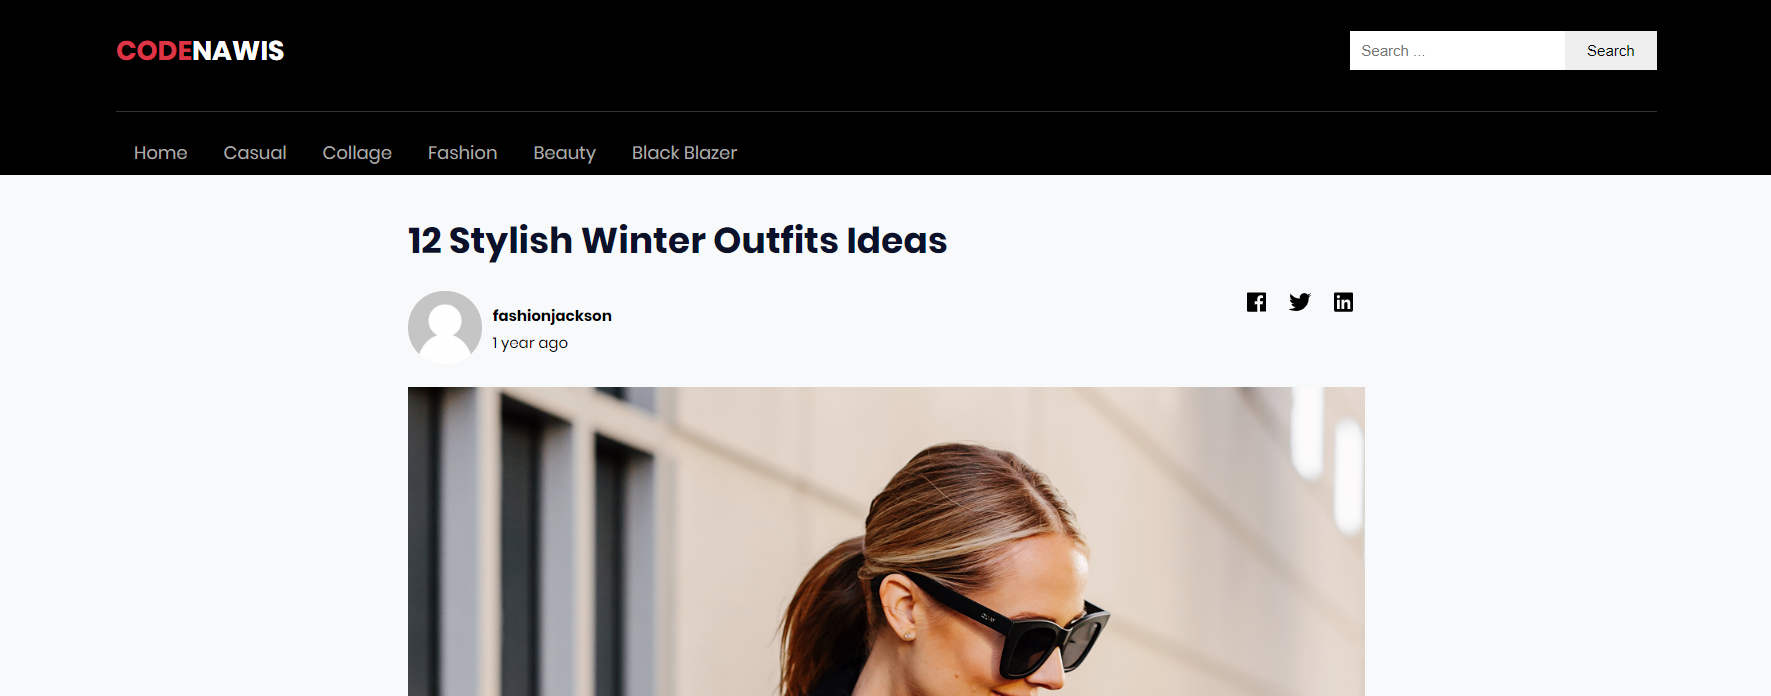 CODENAWIS
Search ...
Search
Home Casual Collage Fashion Beauty Black Blazer
12 Stylish Winter Outfits Ideas
fashionjackson
1 year ago